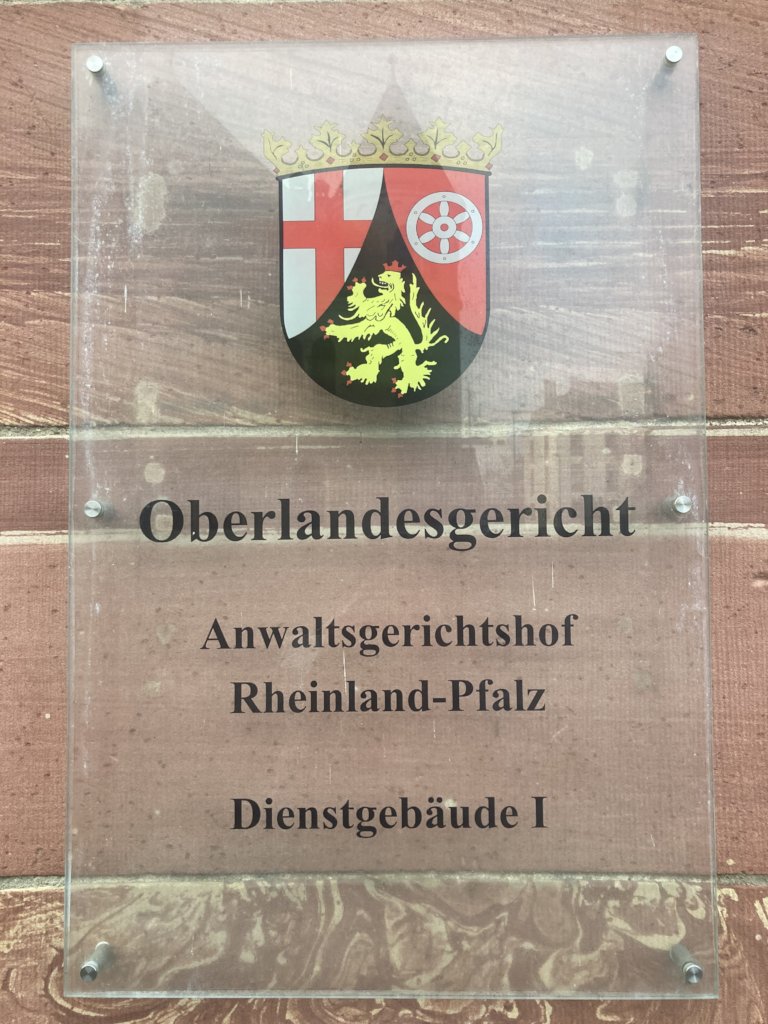 Oberlandesgericht
Anwaltsgerichtshof
Rheinland-Pfalz
Dienstgebäude I